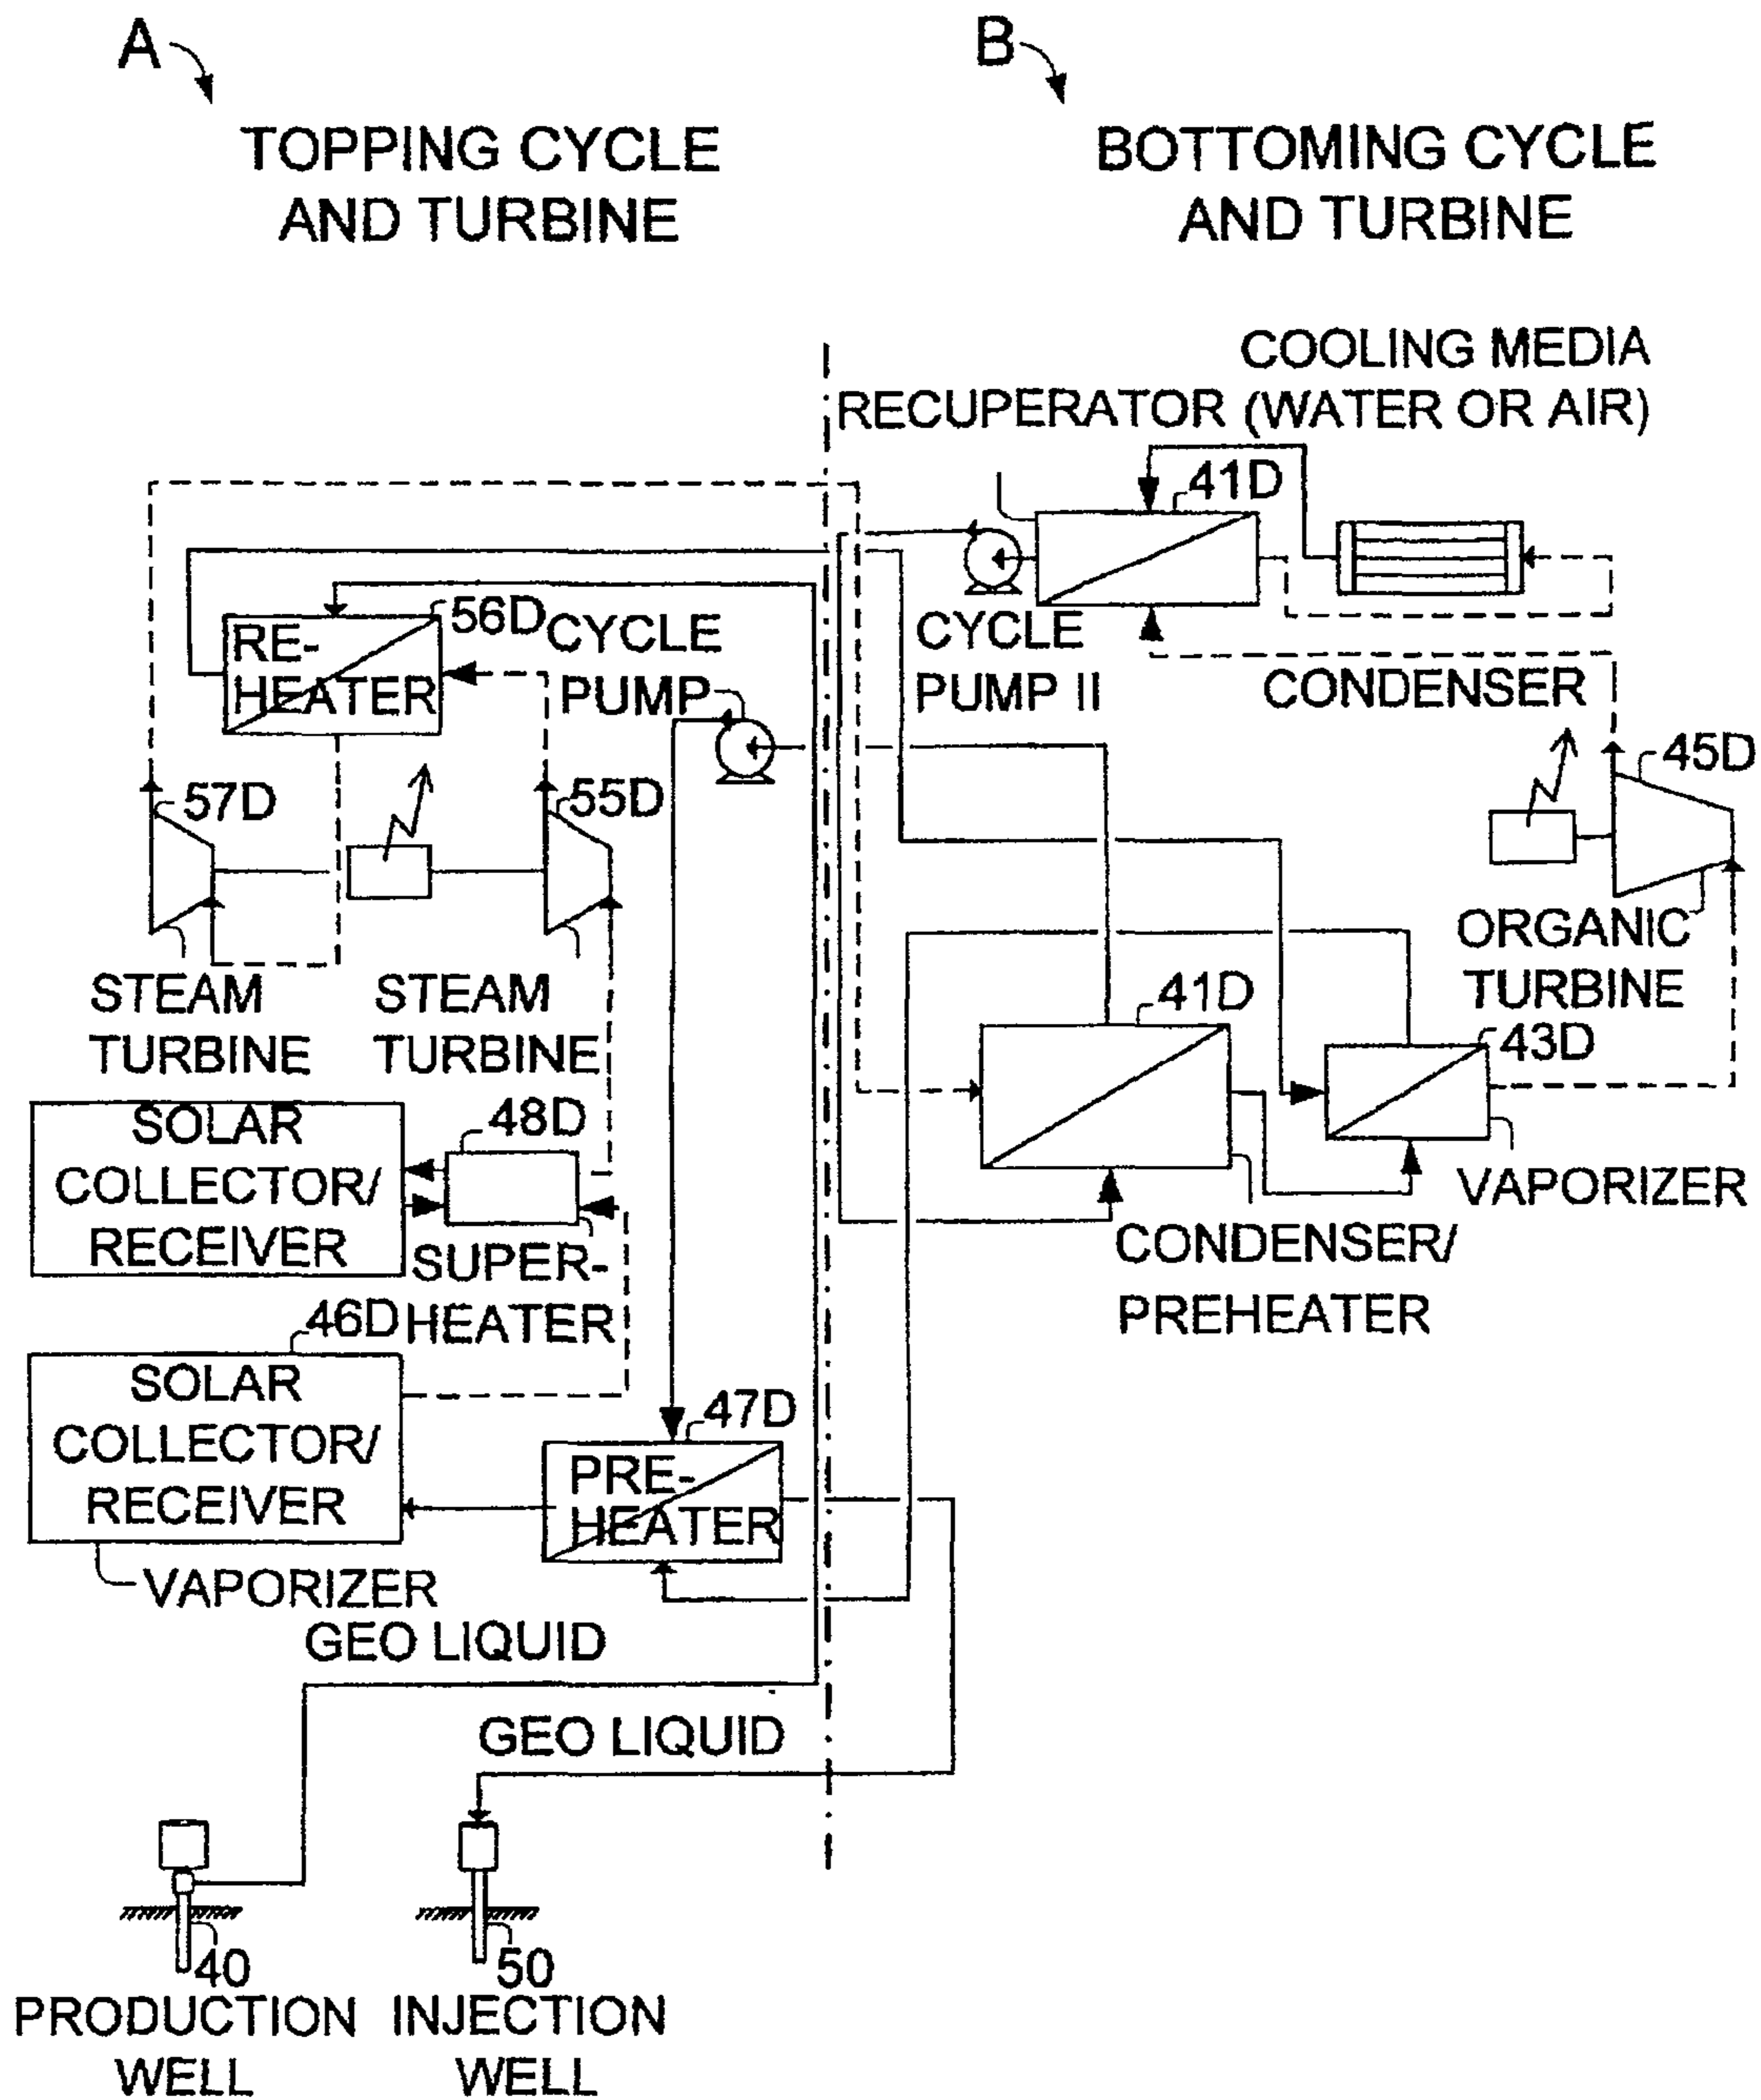 A
B
TOPPING CYCLE
AND TURBINE
BOTTOMING CYCLE
AND TURBINE
COOLING MEDIA
RECUPERATOR (WATER OR AIR)
41D
56D
RE-
HEATER
CYCLE
PUMP
CYCLE
PUMP II
CONDENSER
57D
55D
45D
STEAM
TURBINE
STEAM
TURBINE
ORGANIC
TURBINE
41D
43D
SOLAR
COLLECTOR/
RECEIVER
48D
SUPER-
HEATER
VAPORIZER
CONDENSER/
PREHEATER
46D
SOLAR
COLLECTOR/
RECEIVER
47D
PRE-
HEATER
VAPORIZER
GEO LIQUID
GEO LIQUID
40
PRODUCTION
WELL
50
INJECTION
WELL